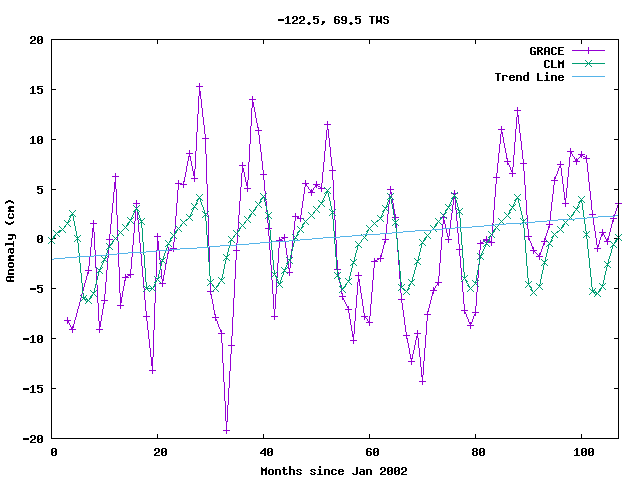 -122.5, 69.5 TWS
GRACE
CLM
Trend Line
20
15
10
5
0
-5
-10
-15
-20
Anomaly (cm)
0 20 40 60 80 100
Months since Jan 2002